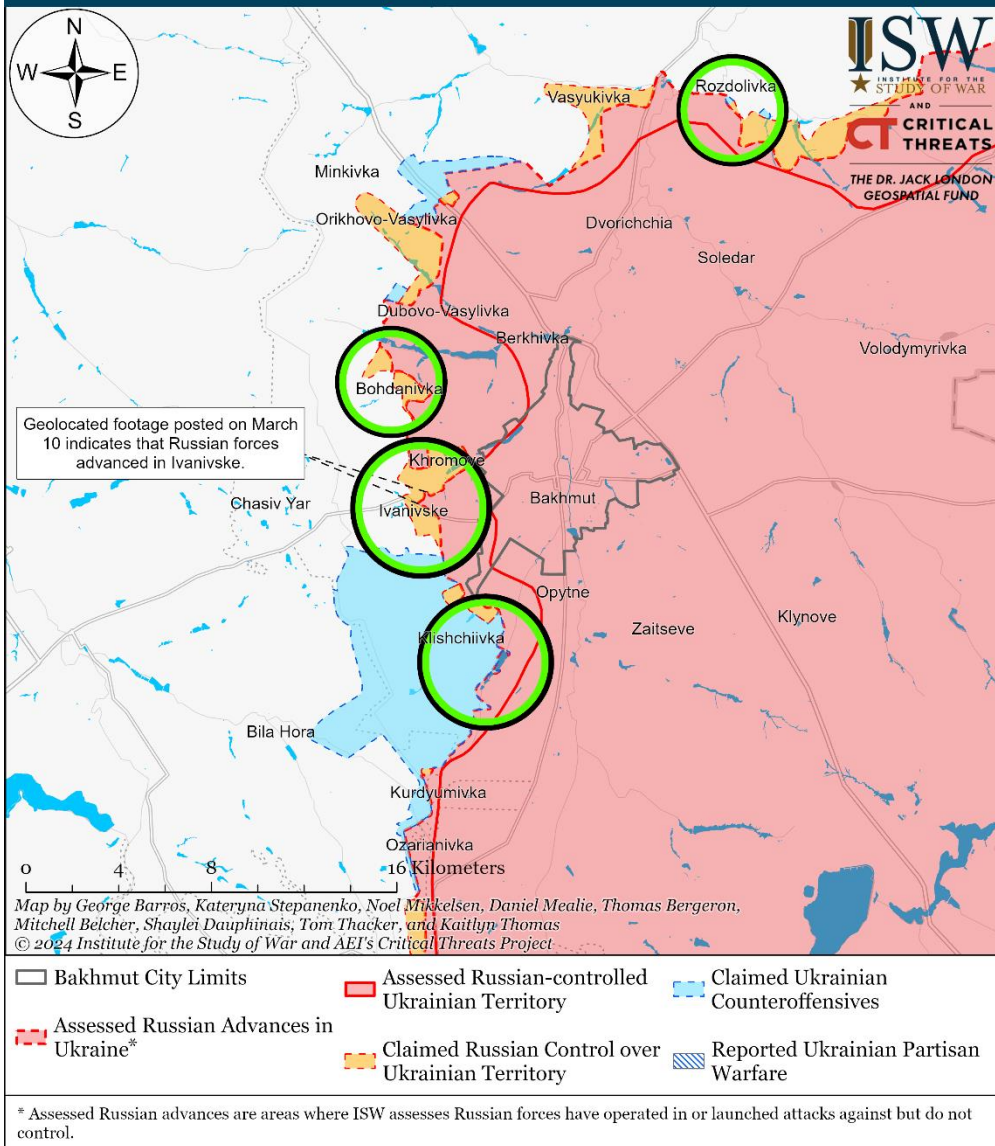 N
W
E
S
ISW
INSTITUTE FOR THE
STUDY OF WAR
AND
CT CRITICAL
THREATS
THE DR. JACK LONDON
GEOSPATIAL FUND
Vasyukivka
Rozdolivka
Minkivka
Orikhovo-Vasylivka
Dvorichchia
Soledar
Dubovo-Vasylivka
Berkhivka
Volodymyrivka
Bohdanivka
Geolocated footage posted on March
10 indicates that Russian forces
advanced in Ivanivske.
Khromove
Chasiv Yar
Ivanivske
Bakhmut
Opytne
Klishchiivka
Zaitseve
Klynove
Bila Hora
Kurdyumivka
Ozarianivka
0 4 8 16 Kilometers
Map by George Barros, Kateryna Stepanenko, Noel Mikkelsen, Daniel Mealie, Thomas Bergeron,
Mitchell Belcher, Shaylei Dauphinais, Tom Thacker, and Kaitlyn Thomas
© 2024 Institute for the Study of War and AEI's Critical Threats Project
Bakhmut City Limits
Assessed Russian Advances in
Ukraine*
Assessed Russian-controlled
Ukrainian Territory
Claimed Russian Control over
Ukrainian Territory
Claimed Ukrainian
Counteroffensives
Reported Ukrainian Partisan
Warfare
* Assessed Russian advances are areas where ISW assesses Russian forces have operated in or launched attacks against but do not
control.